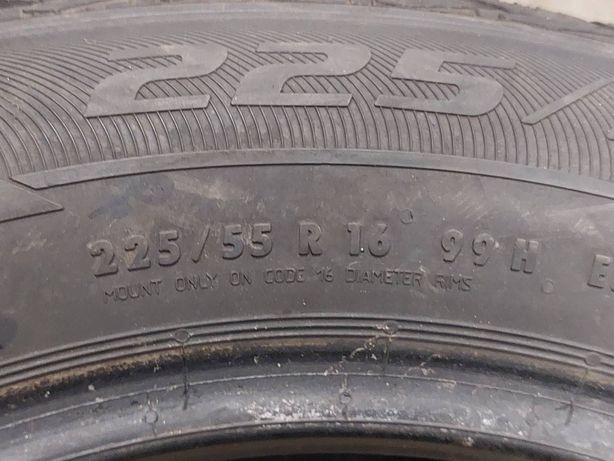 225/
225/55 R 16 99 H
MOUNT ONLY ON CODE 16 DIAMETER RIMS